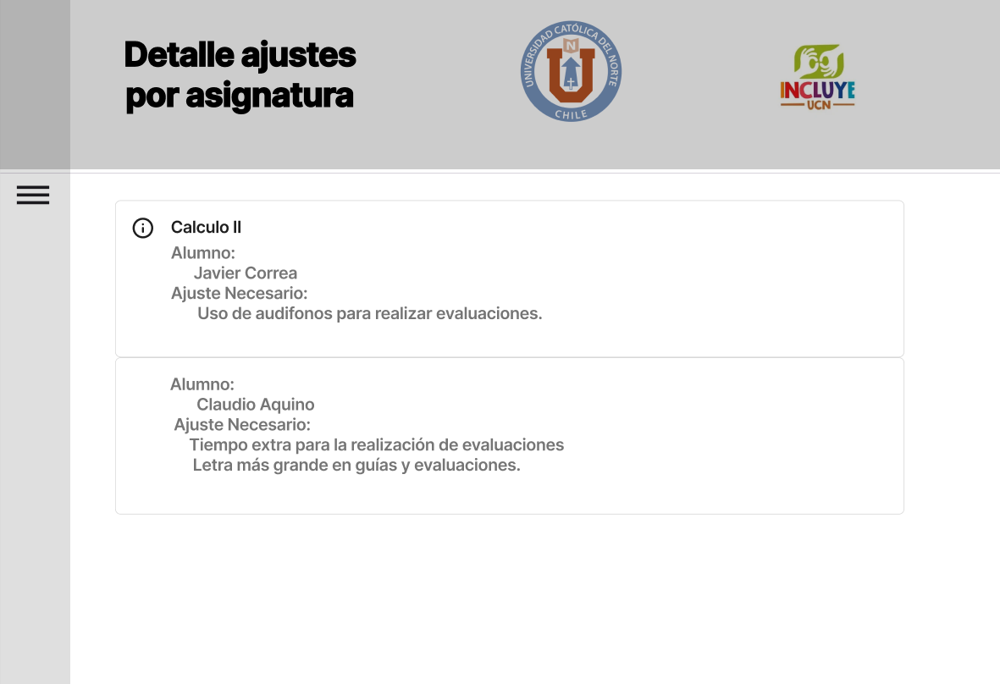 Detalle ajustes
por asignatura
UNIVERSIDAD CATÓLICA DEL NORTE
N
U
CHILE
INCLUYE
UCN
Calculo II
Alumno:
Javier Correa
Ajuste Necesario:
Uso de audifonos para realizar evaluaciones.
Alumno:
Claudio Aquino
Ajuste Necesario:
Tiempo extra para la realización de evaluaciones
Letra más grande en guías y evaluaciones.